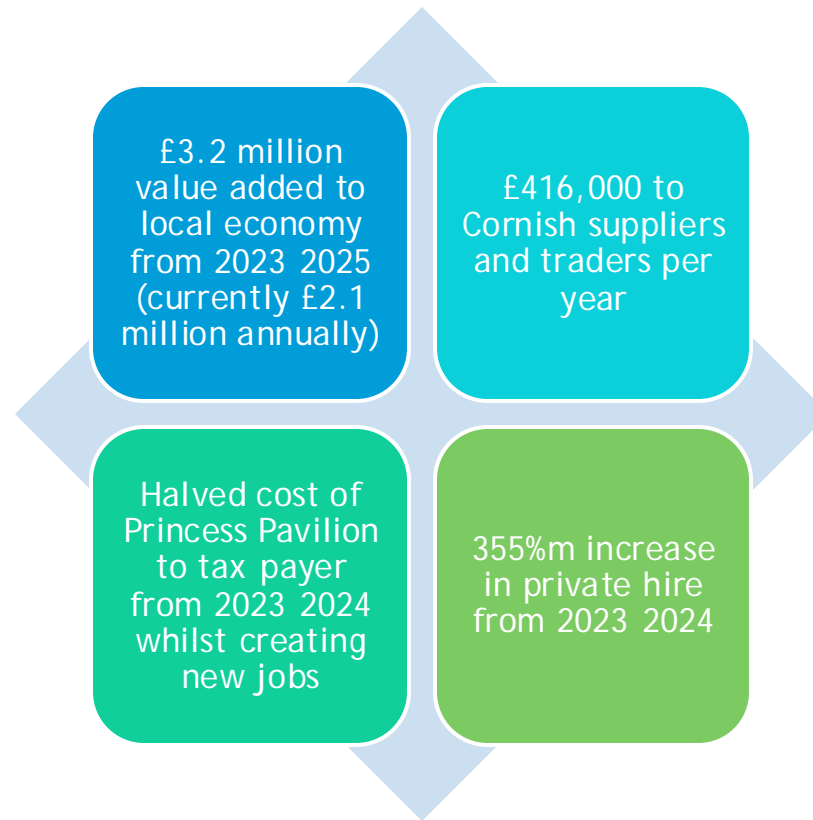 £3.2 million
value added to
local economy
from 2023 2025
(currently £2.1
million annually)
£416,000 to
Cornish suppliers
and traders per
year
Halved cost of
Princess Pavilion
to tax payer
from 2023 2024
whilst creating
new jobs
355%m increase
in private hire
from 2023 2024